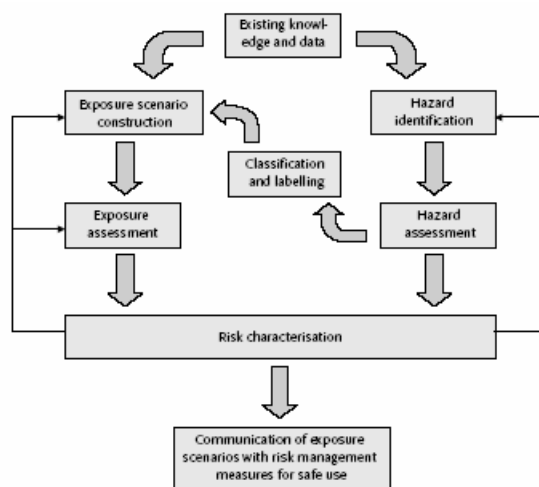 Existing knowl-
edge and data
Exposure scenario
construction
Hazard
identification
Classification
and labelling
Exposure
assessment
Hazard
assessment
Risk characterisation
Communication of exposure
scenarios with risk management
measures for safe use